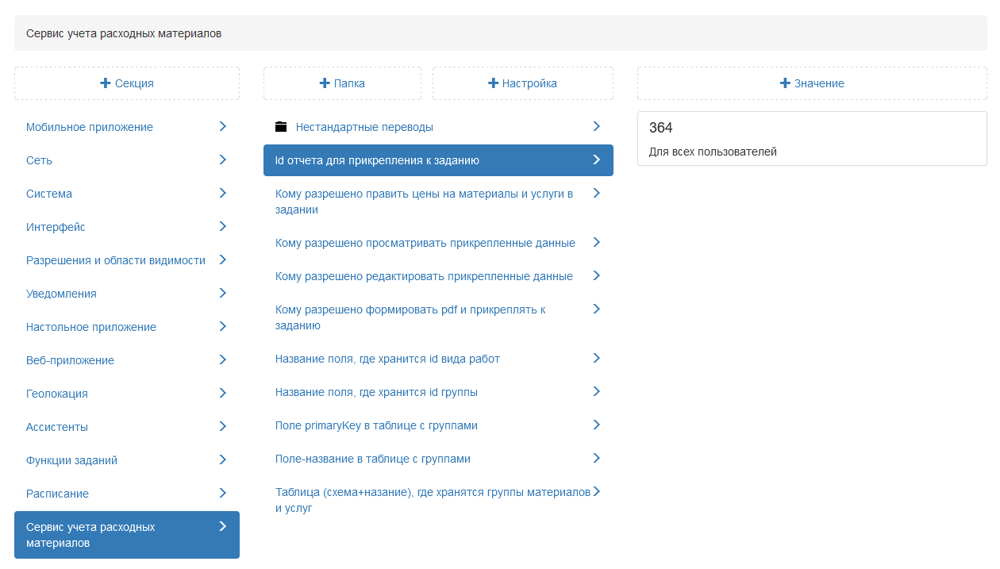 Сервис учета расходных материалов
Секция
Папка
Настройка
Значение
Мобильное приложение
Сеть
Система
Интерфейс
Разрешения и области видимости
Уведомления
Настольное приложение
Веб-приложение
Геолокация
Ассистенты
Функции заданий
Расписание
Сервис учета расходных
материалов
Нестандартные переводы
Id отчета для прикрепления к заданию
Кому разрешено править цены на материалы и услуги в
задании
Кому разрешено просматривать прикрепленные данные
Кому разрешено редактировать прикрепленные данные
Кому разрешено формировать pdf и прикреплять к
заданию
Название поля, где хранится id вида работ
Название поля, где хранится id группы
Поле primaryKey в таблице с группами
Поле-название в таблице с группами
Таблица (схема+назание), где хранятся группы материалов
и услуг
364
Для всех пользователей